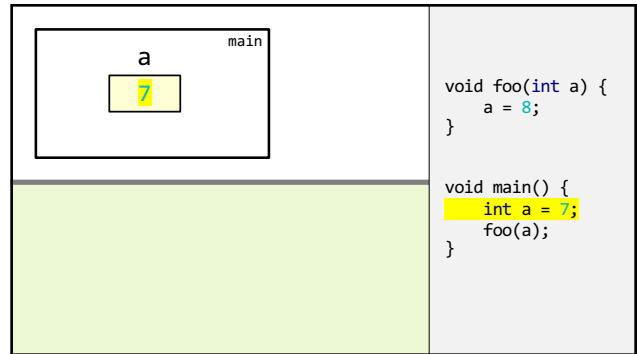 main
a
7
void foo(int a) {
    a = 8;
}
void main() {
    int a = 7;
    foo(a);
}